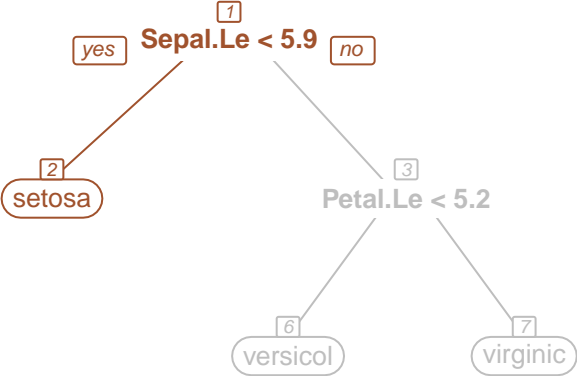 1
yes Sepal.Le < 5.9 no
2 3
setosa Petal.Le < 5.2
6 7
versicol virginic